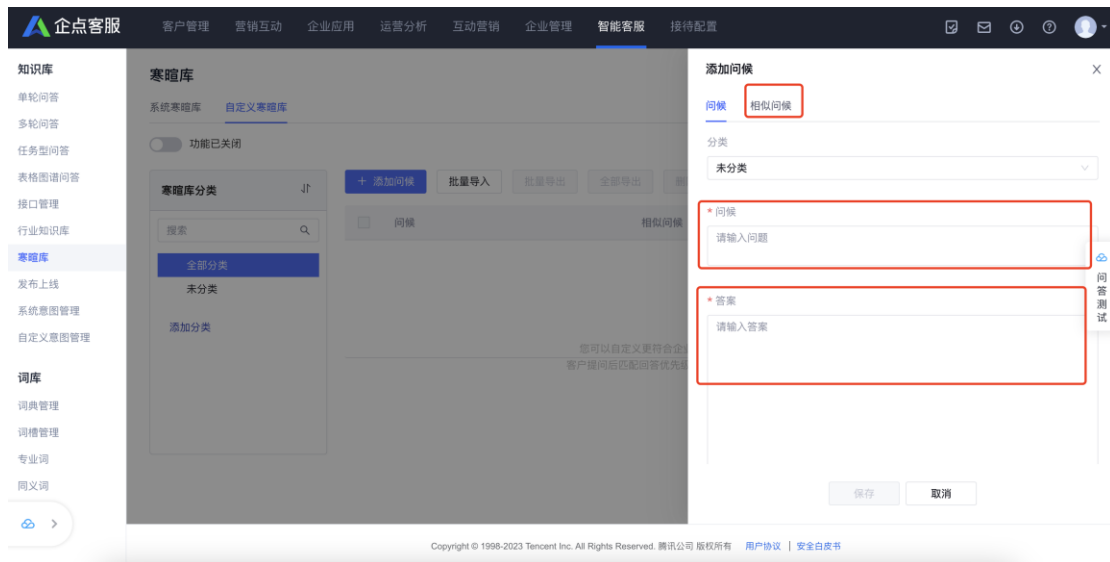 企点客服
客户管理 营销互动 企业应用 运营分析 互动营销 企业管理 智能客服 接待配置
知识库
单轮问答
多轮问答
任务型问答
表格图谱问答
接口管理
行业知识库
寒暄库
发布上线
系统意图管理
自定义意图管理
词库
词典管理
词槽管理
专业词
同义词
寒暄库
系统寒暄库 自定义寒暄库
功能已关闭
寒暄库分类
搜索
全部分类
未分类
添加分类
+ 添加问候 批量导入 批量导出 全部导出
问候 相似问候
您可以自定义更符合企
客户提问后匹配回答优先
添加问候
问候 相似问候
分类
未分类
* 问候
请输入问题
* 答案
请输入答案
保存 取消
问答测试
Copyright © 1998-2023 Tencent Inc. All Rights Reserved. 腾讯公司 版权所有 用户协议 | 安全白皮书